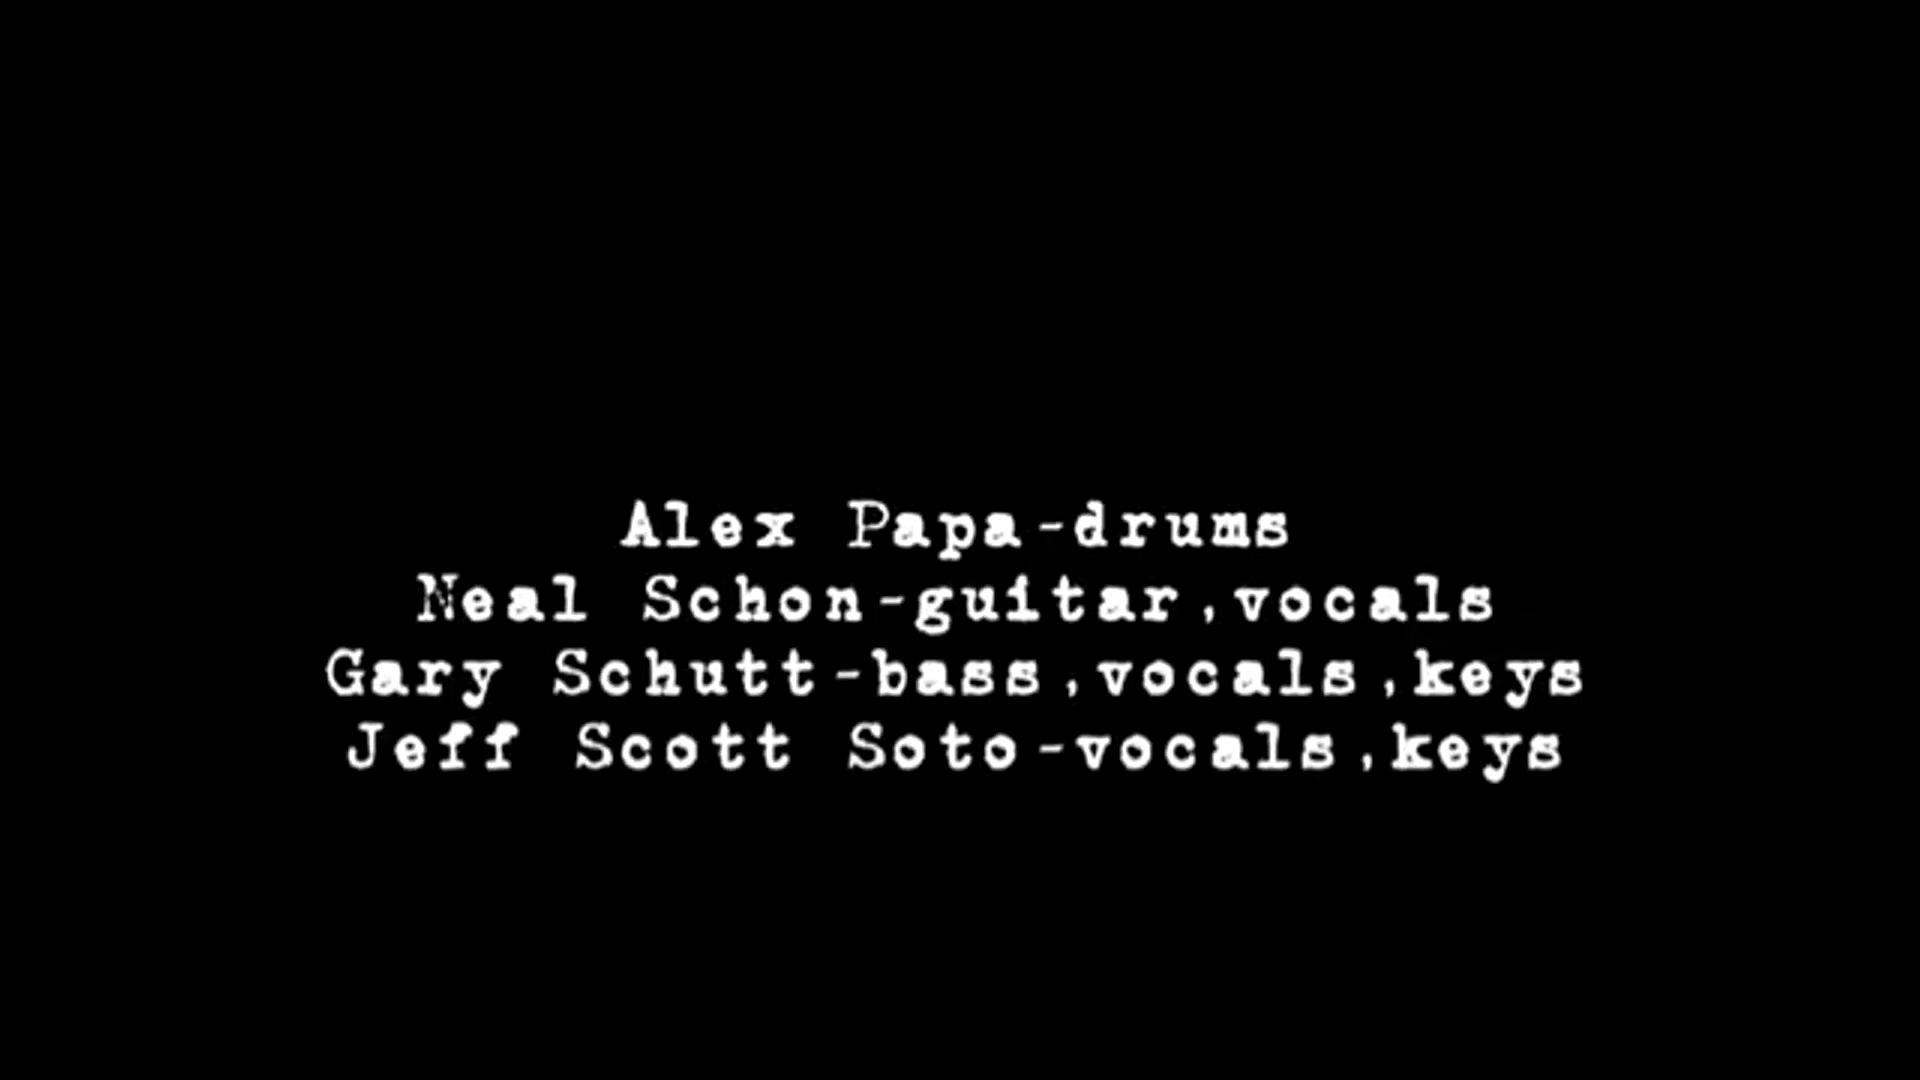 Alex Papa-drums
Neal Schon-guitar,vocals
Gary Schutt-bass,vocals,keys
Jeff Scott Soto-vocals,keys